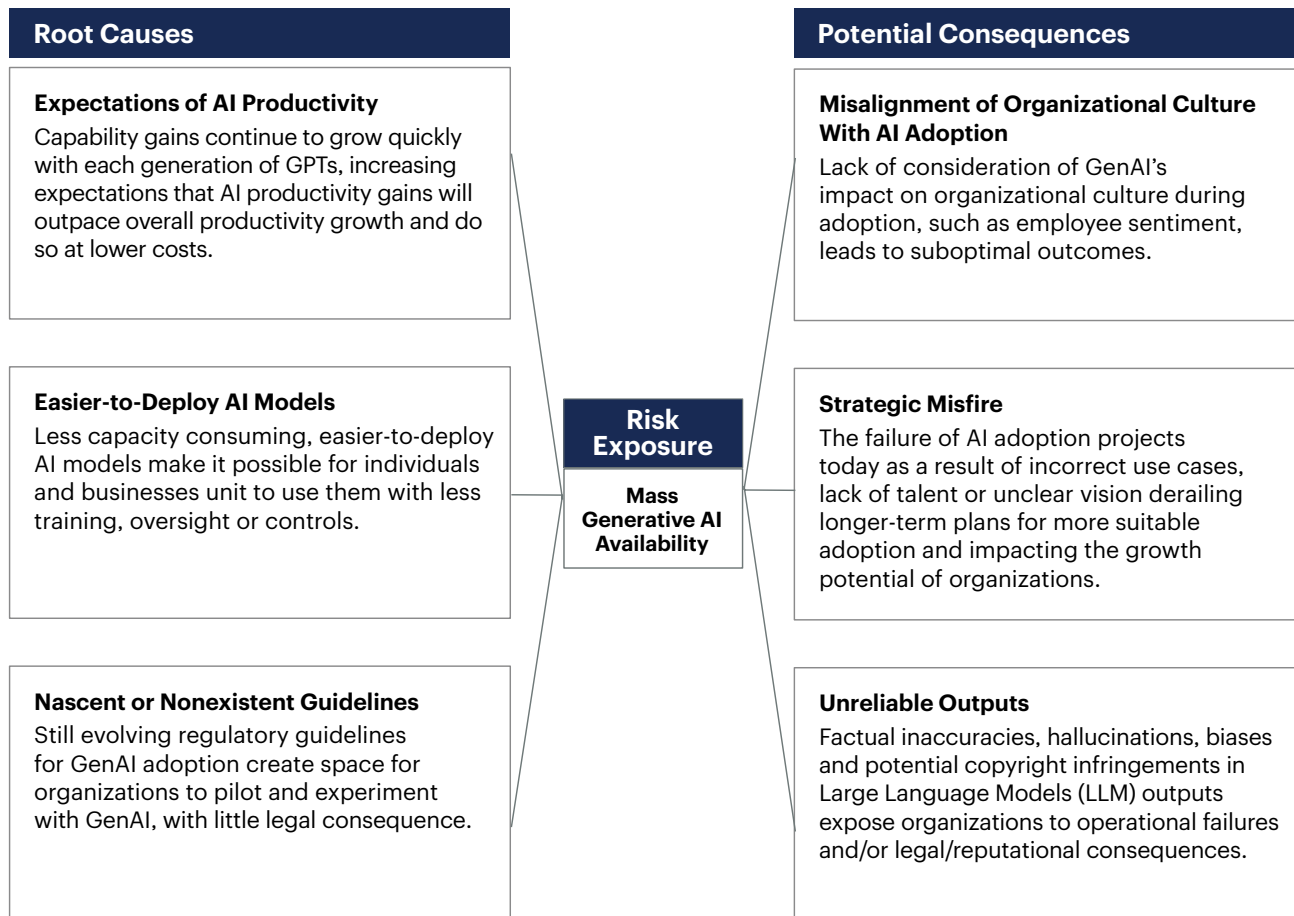 Root Causes
Expectations of AI Productivity
Capability gains continue to grow quickly
with each generation of GPTs, increasing
expectations that AI productivity gains will
outpace overall productivity growth and do
so at lower costs.
Easier-to-Deploy AI Models
Less capacity consuming, easier-to-deploy
AI models make it possible for individuals
and businesses unit to use them with less
training, oversight or controls.
Nascent or Nonexistent Guidelines
Still evolving regulatory guidelines
for GenAI adoption create space for
organizations to pilot and experiment
with GenAI, with little legal consequence.
Risk
Exposure
Mass
Generative AI
Availability
Potential Consequences
Misalignment of Organizational Culture
With AI Adoption
Lack of consideration of GenAI’s
impact on organizational culture during
adoption, such as employee sentiment,
leads to suboptimal outcomes.
Strategic Misfire
The failure of AI adoption projects
today as a result of incorrect use cases,
lack of talent or unclear vision derailing
longer-term plans for more suitable
adoption and impacting the growth
potential of organizations.
Unreliable Outputs
Factual inaccuracies, hallucinations, biases
and potential copyright infringements in
Large Language Models (LLM) outputs
expose organizations to operational failures
and/or legal/reputational consequences.